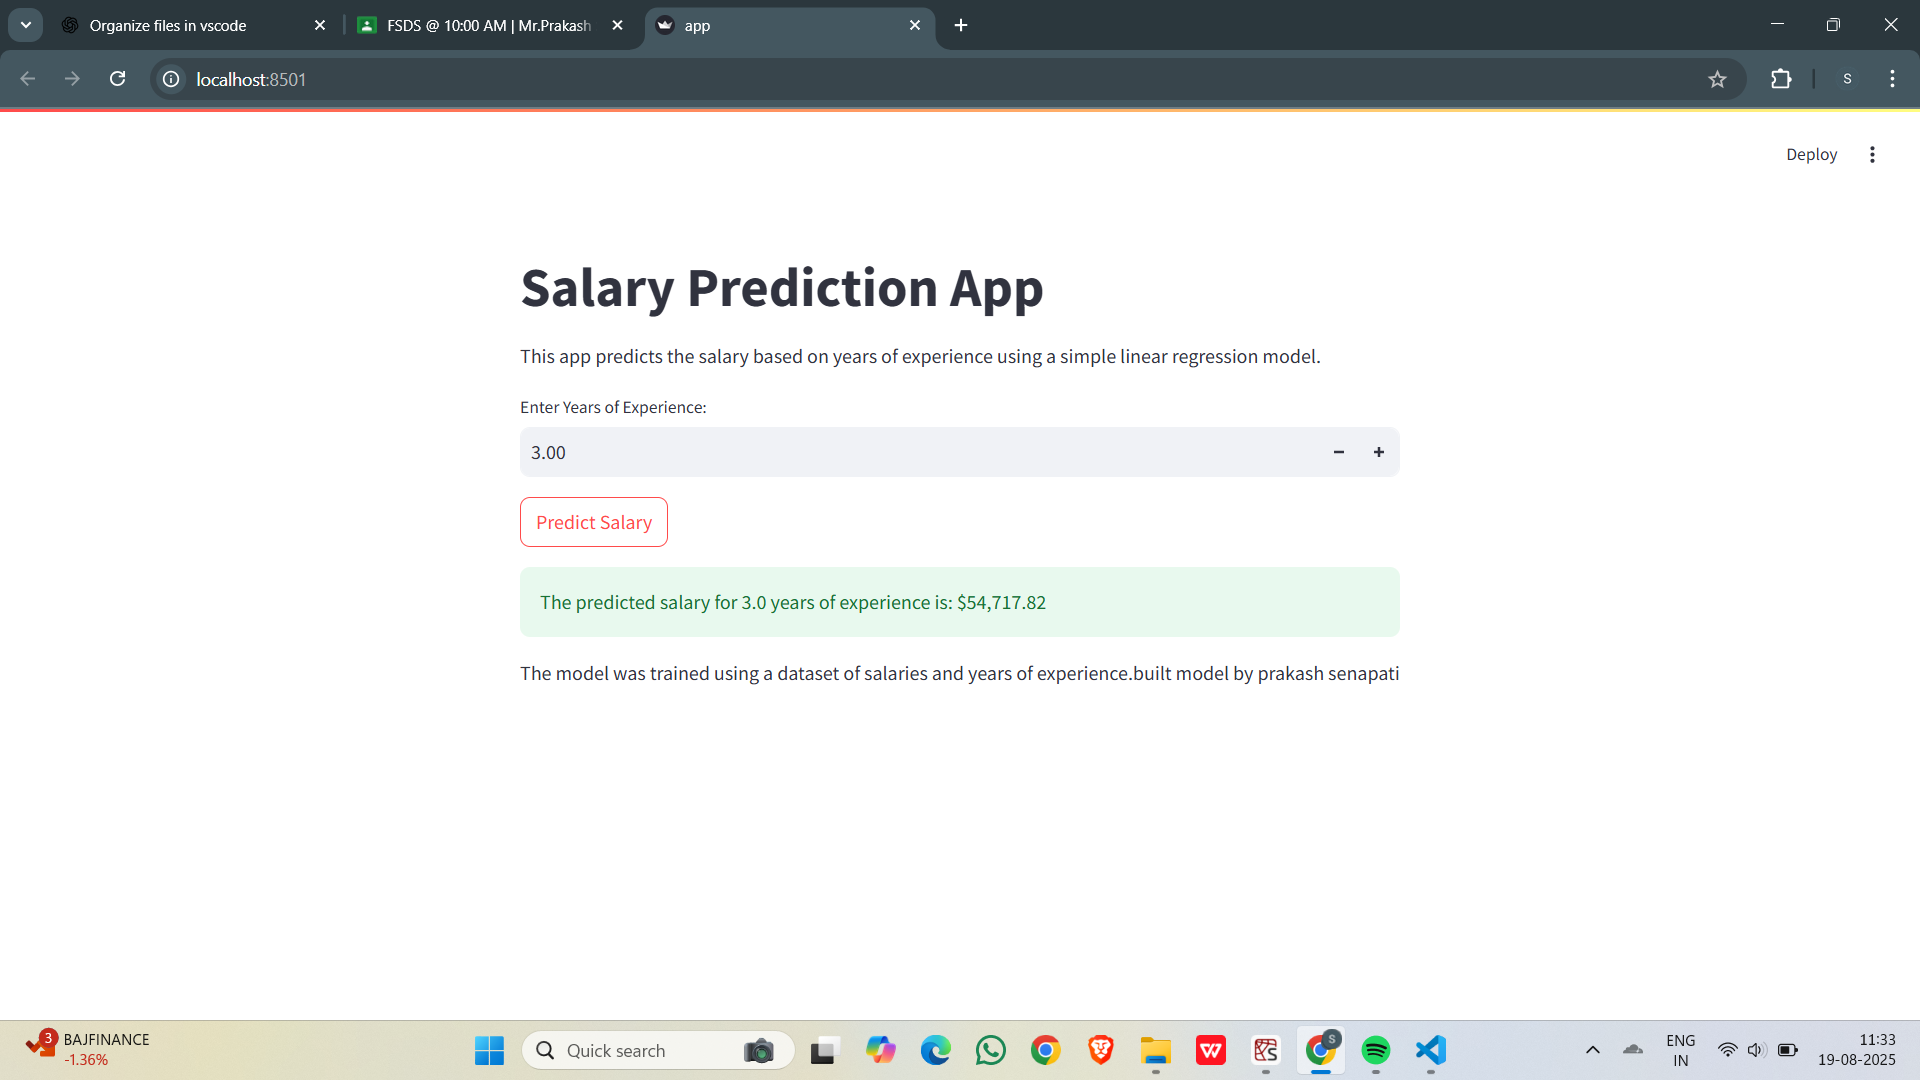 Organize files in vscode
FSDS @ 10:00 AM | Mr.Prakash
app
localhost:8501
S
Deploy
Salary Prediction App
This app predicts the salary based on years of experience using a simple linear regression model.
Enter Years of Experience:
3.00
Predict Salary
The predicted salary for 3.0 years of experience is: $54,717.82
The model was trained using a dataset of salaries and years of experience.built model by prakash senapati
3
BAJFINANCE
-1.36%
Quick search
W
S
ENG
IN
11:33
19-08-2025